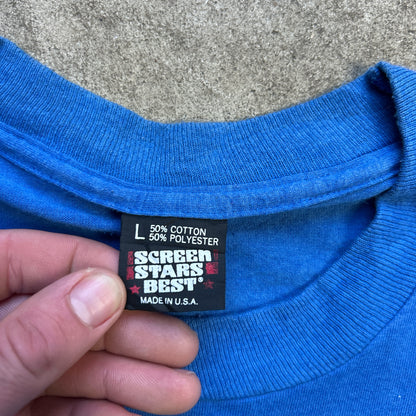 L 50% COTTON
50% POLYESTER
SCREEN
STARS
BEST®
MADE IN U.S.A.